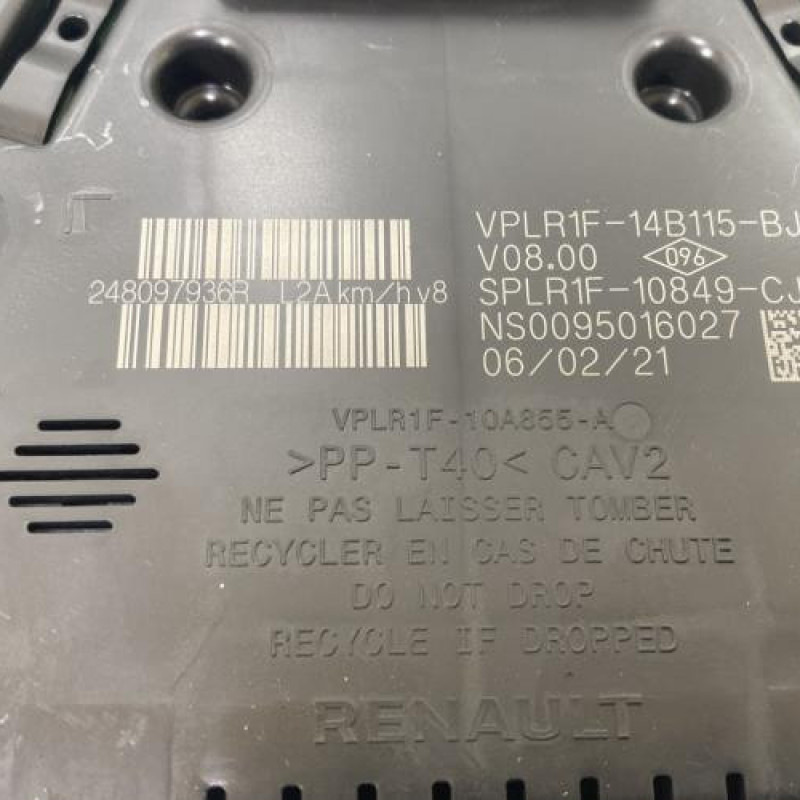 VPLR1F-14B115-BJ
V08.00 096
248097936R L2A km/h v8
SPLR1F-10849-CJ
NS0095016027
06/02/21
VPLR1F-10A855-A
>PP-T40< CAV2
NE PAS LAISSER TOMBER
RECYCLER EN CAS DE CHUTE
DO NOT DROP
RECYCLE IF DROPPED
RENAULT